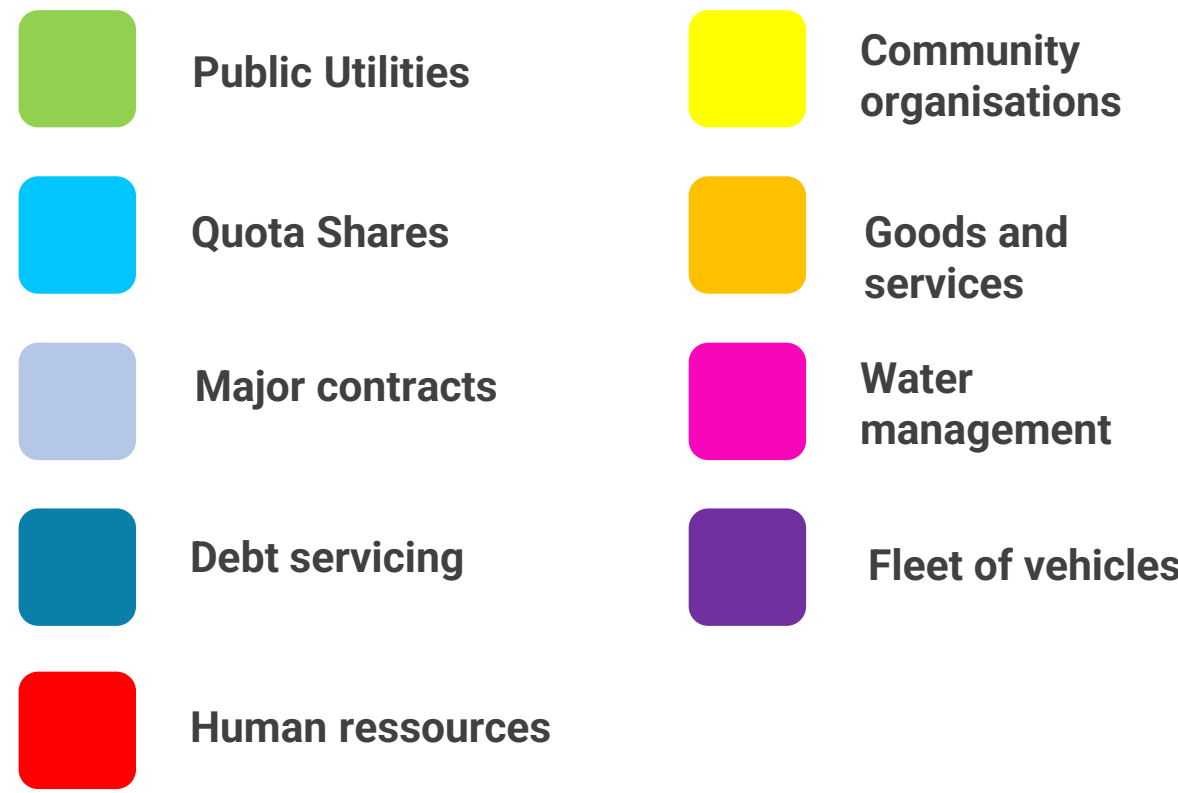 Public Utilities
Quota Shares
Major contracts
Debt servicing
Human ressources
Community
organisations
Goods and
services
Water
management
Fleet of vehicles